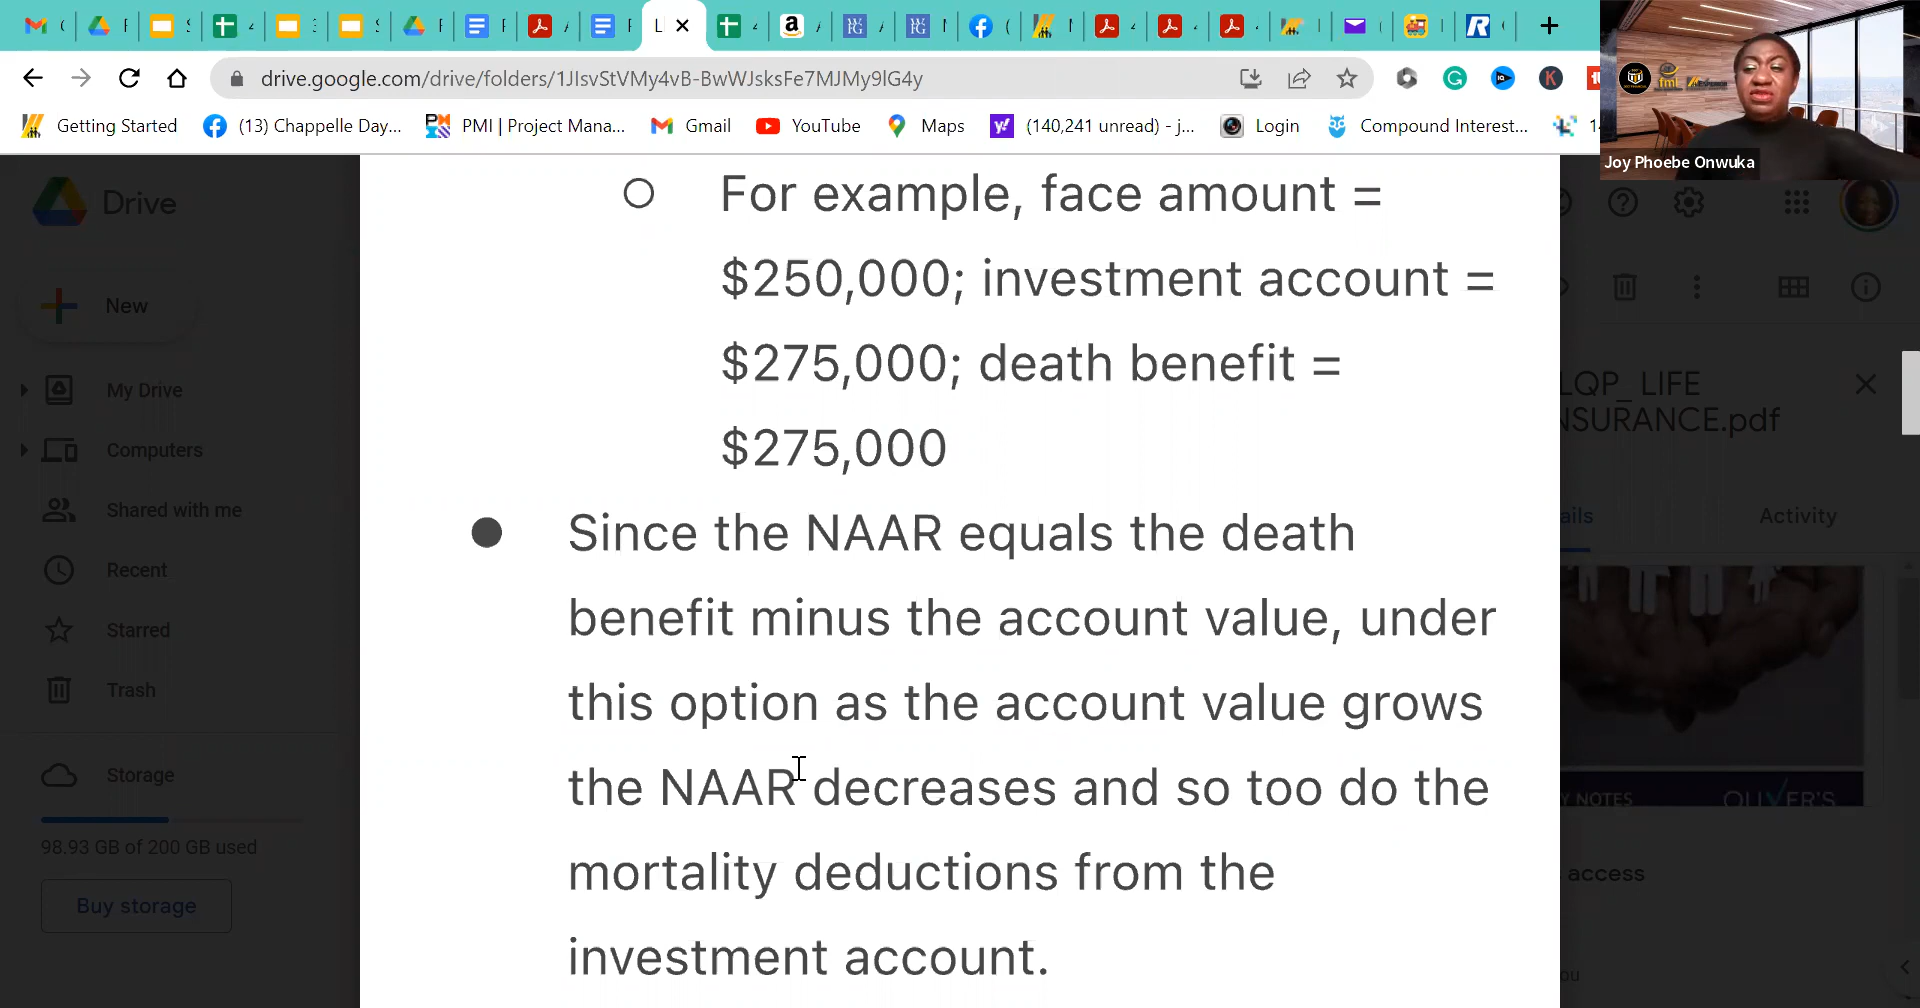 drive.google.com/drive/folders/1JIsvStVMy4vB-BwWJsksFe7MJMy9lG4y
Getting Started
(13) Chappelle Day...
PMI | Project Mana...
Gmail
YouTube
Maps
(140,241 unread) - j...
Login
Compound Interest...
Joy Phoebe Onwuka
Drive
New
My Drive
Computers
Shared with me
Recent
Starred
Trash
Storage
98.93 GB of 200 GB used
Buy storage
For example, face amount =
$250,000; investment account =
$275,000; death benefit =
$275,000
Since the NAAR equals the death
benefit minus the account value, under
this option as the account value grows
the NAAR decreases and so too do the
mortality deductions from the
investment account.
LQP_ LIFE
NSURANCE.pdf
ails
Activity
Y NOTES
OLIVER'S
access